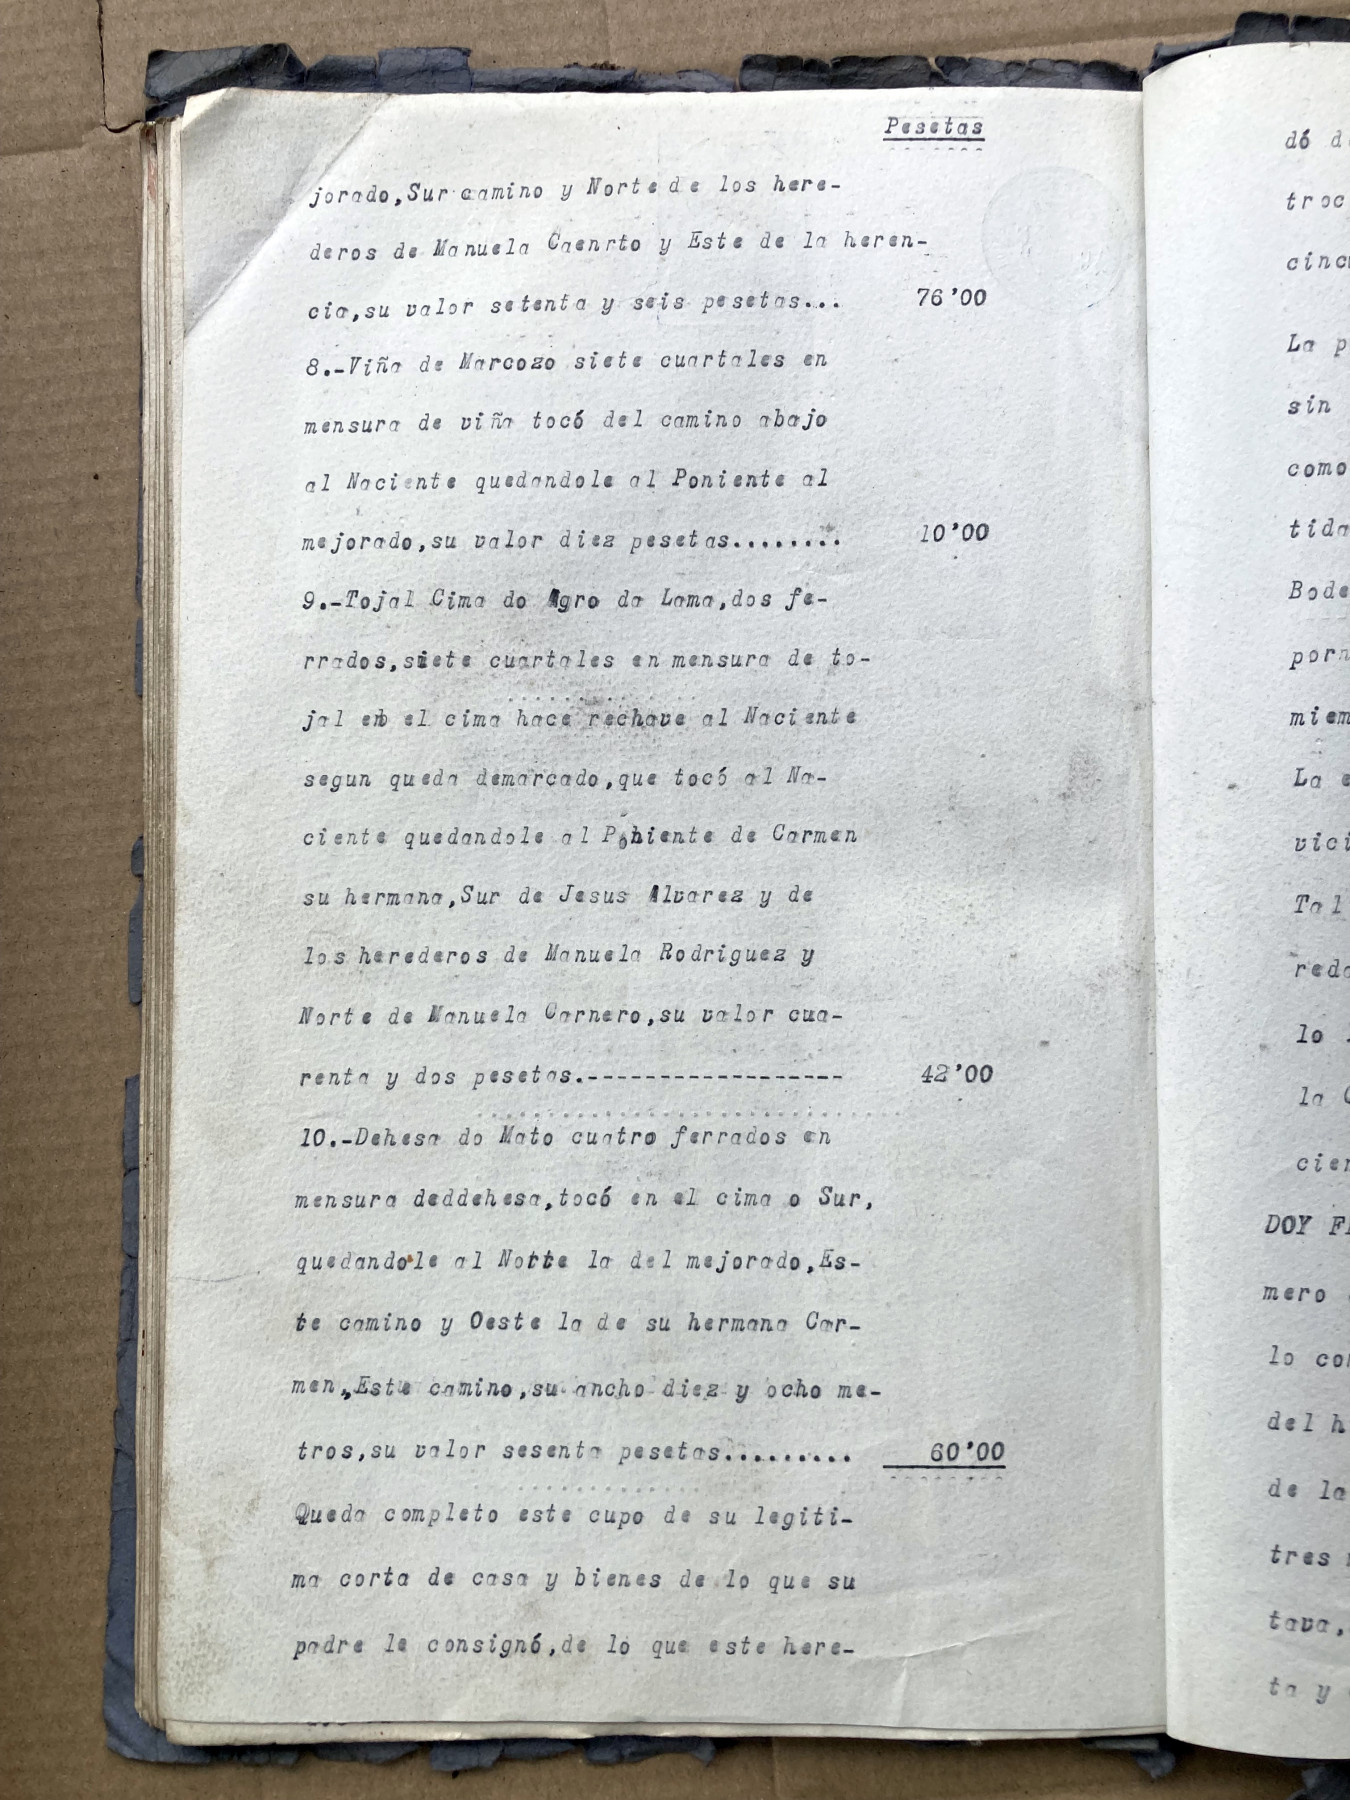 Pesetas
jorado,Sur camino y Norte de los here-
deros de Manuela Caenrto y Este de la heren-
cia,su valor setenta y seis pesetas... 76'00
8.-Viña de Marcozo siete cuartales en
mensura de viña tocó del camino abajo
al Naciente quedandole al Poniente al
mejorado,su valor diez pesetas........ 10'00
9.-Tojal Cima do Agro da Lama,dos fe-
rrados,siete cuartales en mensura de to-
jal en el cima hace rechave al Naciente
segun queda demarcado,que tocó al Na-
ciente quedandole al Poniente de Carmen
su hermana,Sur de Jesus Alvarez y de
los herederos de Manuela Rodriguez y
Norte de Manuela Carnero,su valor cua-
renta y dos pesetas.------------------ 42'00
10.-Dehesa do Mato cuatro ferrados en
mensura deddehesa,tocó en el cima o Sur,
quedandole al Notte la del mejorado,Es-
te camino y Oeste la de su hermana Car-
men,,Este camino,su ancho diez y ocho me-
tros,su valor sesenta pesetas......... 60'00
Queda completo este cupo de su legiti-
ma corta de casa y bienes de lo que su
padre le consignó,de lo que este here-
dó d
troc
cinc
La p
sin
como
tida
Bode
porn
miem
La e
vici
Tal
reda
lo
la
cien
DOY F
mero
lo co
del h
de la
tres
tava,
ta y